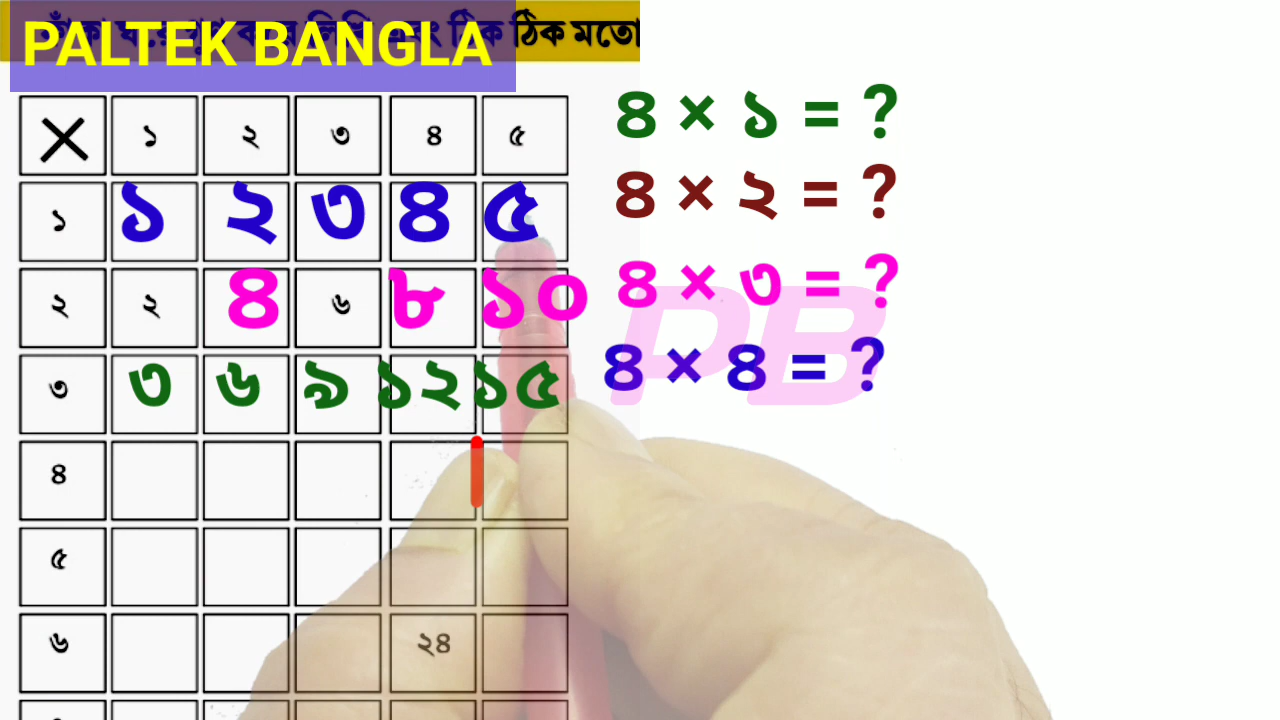 ঠিক মতো
PALTEK BANGLA
× ১ ২ ৩ ৪ ৫
১ ১ ২ ৩ ৪ ৫
২ ২ ৪ ৬ ৮ ১০
৩ ৩ ৬ ৯ ১২ ১৫
৪
৫
৬ ২৪
৪ × ১ = ?
৪ × ২ = ?
৪ × ৩ = ?
৪ × ৪ = ?
PB